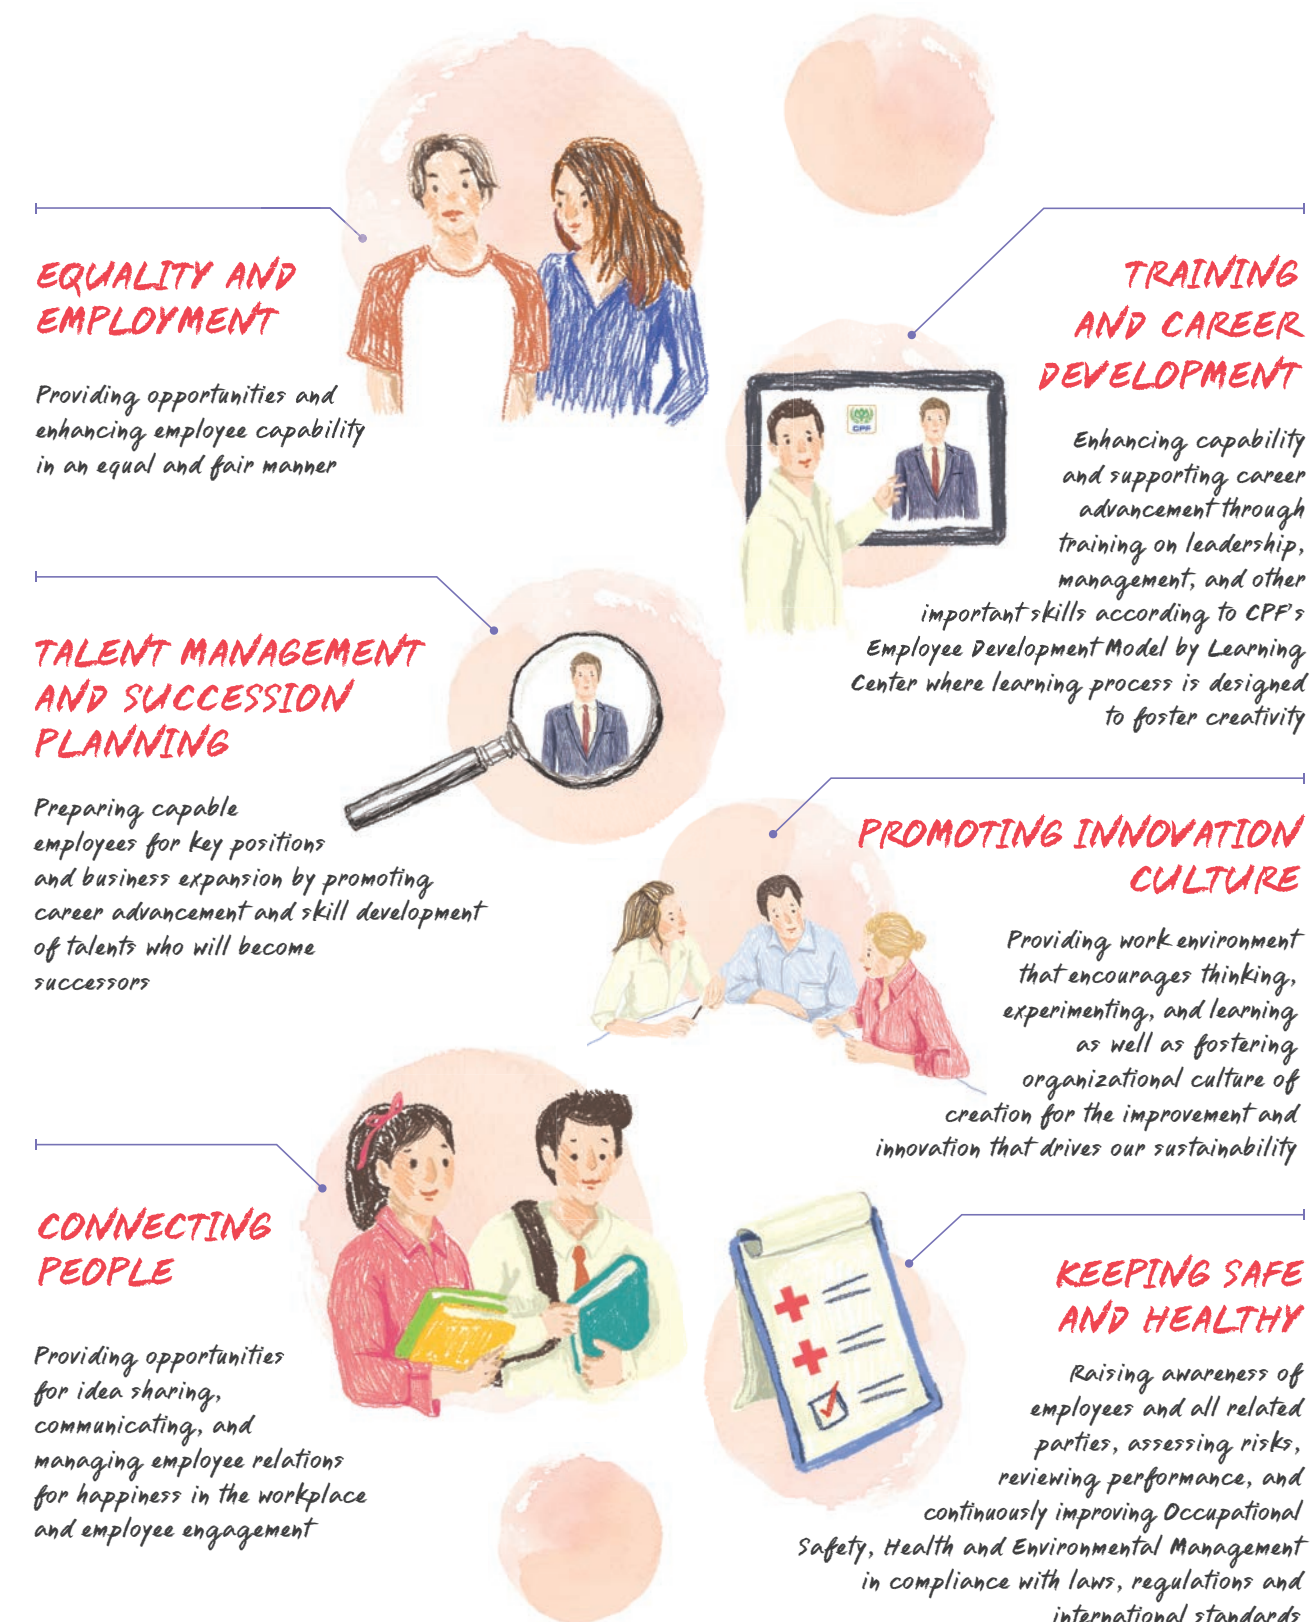 EQUALITY AND
EMPLOYMENT
Providing opportunities and
enhancing employee capability
in an equal and fair manner
TRAINING
AND CAREER
DEVELOPMENT
Enhancing capability
and supporting career
advancement through
training on leadership,
management, and other
important skills according to CPF's
Employee Development Model by Learning
Center where learning process is designed
to foster creativity
CPF
TALENT MANAGEMENT
AND SUCCESSION
PLANNING
Preparing capable
employees for key positions
and business expansion by promoting
career advancement and skill development
of talents who will become
successors
PROMOTING INNOVATION
CULTURE
Providing work environment
that encourages thinking,
experimenting, and learning
as well as fostering
organizational culture of
creation for the improvement and
innovation that drives our sustainability
CONNECTING
PEOPLE
Providing opportunities
for idea sharing,
communicating, and
managing employee relations
for happiness in the workplace
and employee engagement
KEEPING SAFE
AND HEALTHY
Raising awareness of
employees and all related
parties, assessing risks,
reviewing performance, and
continuously improving Occupational
Safety, Health and Environmental Management
in compliance with laws, regulations and
international standards